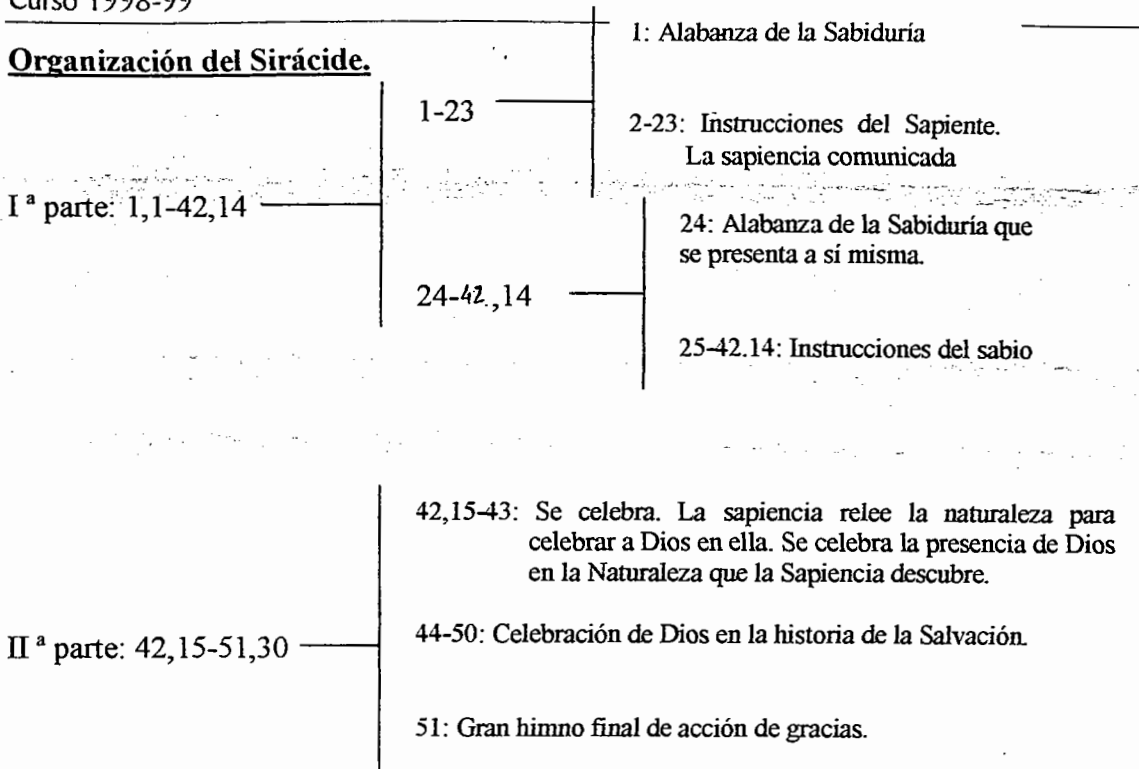 Curso 1998-99
Organización del Sirácide.
1: Alabanza de la Sabiduría
1-23
2-23: Instrucciones del Sapiente.
La sapiencia comunicada
I ª parte: 1,1-42,14
24: Alabanza de la Sabiduría que
se presenta a sí misma.
24-42.,14
25-42.14: Instrucciones del sabio
42,15-43: Se celebra. La sapiencia relee la naturaleza para
celebrar a Dios en ella. Se celebra la presencia de Dios
en la Naturaleza que la Sapiencia descubre.
44-50: Celebración de Dios en la historia de la Salvación.
II ª parte: 42,15-51,30
51: Gran himno final de acción de gracias.